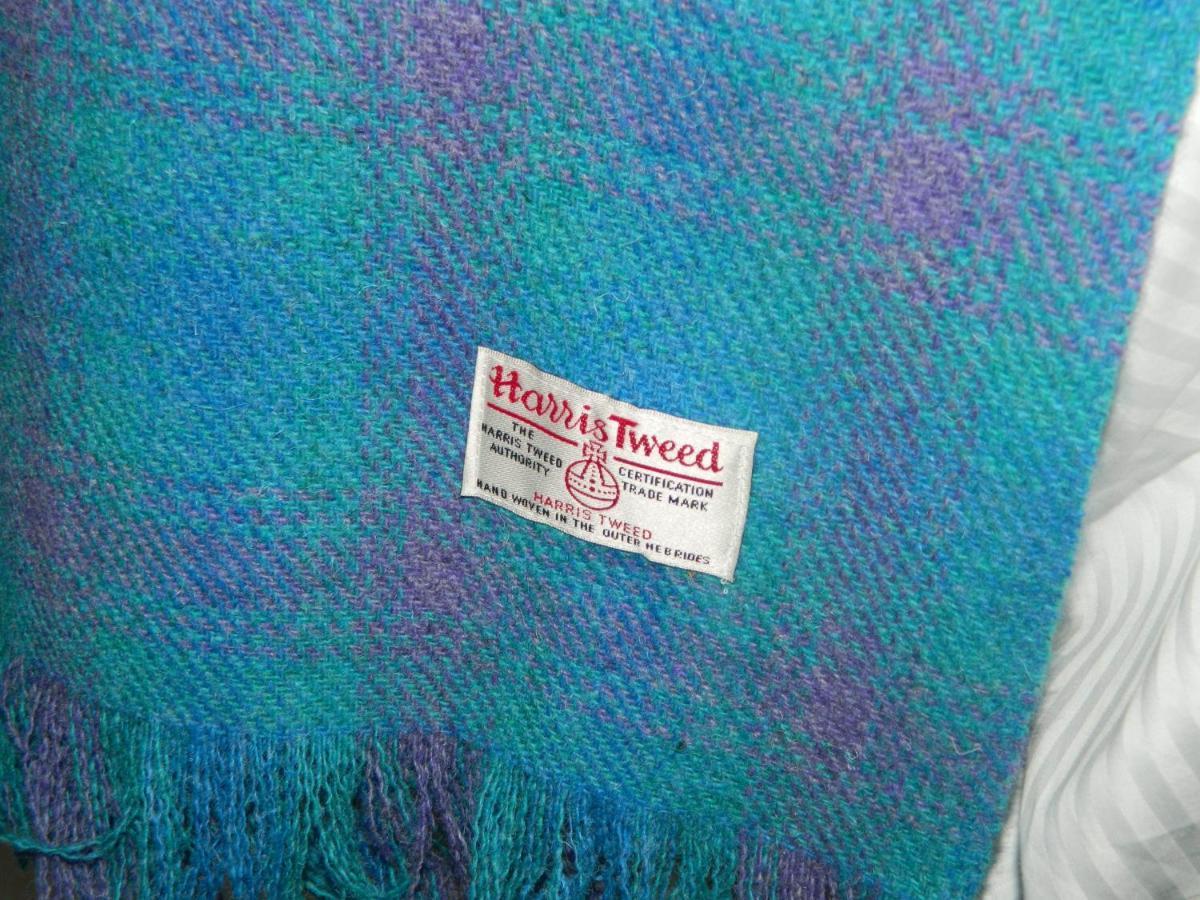 Harris Tweed
THE
HARRIS TWEED
AUTHORITY
CERTIFICATION
TRADE MARK
HARRIS TWEED
HAND WOVEN IN THE OUTER HEBRIDES